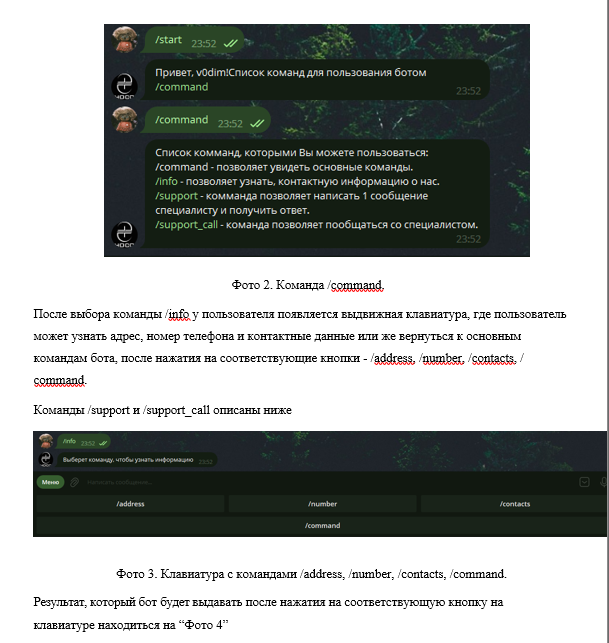 /start 23:52
Привет, v0dim!Список команд для пользования ботом
/command
23:52
/command 23:52
Список комманд, которыми Вы можете пользоваться:
/command - позволяет увидеть основные команды.
/info - позволяет узнать, контактную информацию о нас.
/support - комманда позволяет написать 1 сообщение
специалисту и получить ответ.
/support_call - команда позволяет пообщаться со специалистом.
23:52
Фото 2. Команда /command.
После выбора команды /info у пользователя появляется выдвижная клавиатура, где пользователь
может узнать адрес, номер телефона и контактные данные или же вернуться к основным
командам бота, после нажатия на соответствующие кнопки - /address, /number, /contacts, /
command.
Команды /support и /support_call описаны ниже
/info 23:52
Выберет команду, чтобы узнать информацию 23:52
Меню Написать сообщение...
/address /number /contacts
/command
Фото 3. Клавиатура с командами /address, /number, /contacts, /command.
Результат, который бот будет выдавать после нажатия на соответствующую кнопку на
клавиатуре находиться на “Фото 4”